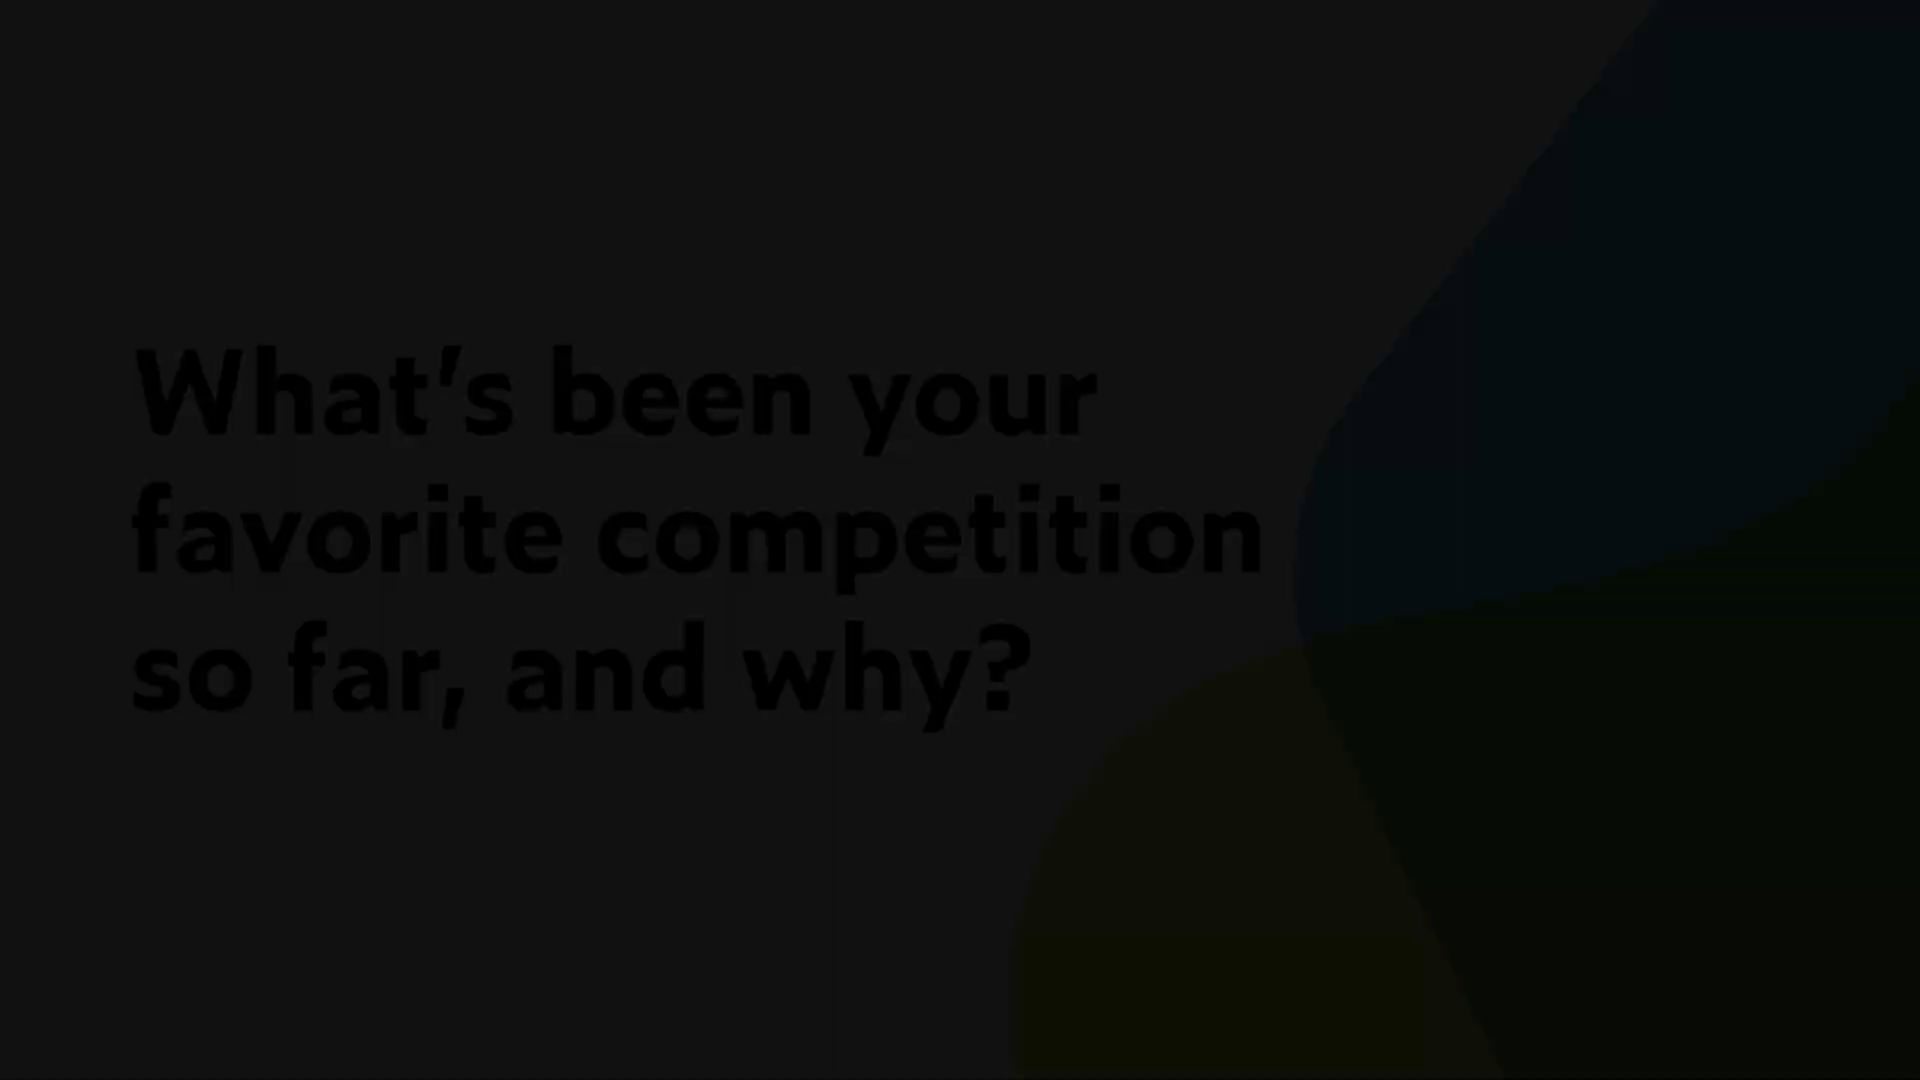 What’s been your
favorite competition
so far, and why?